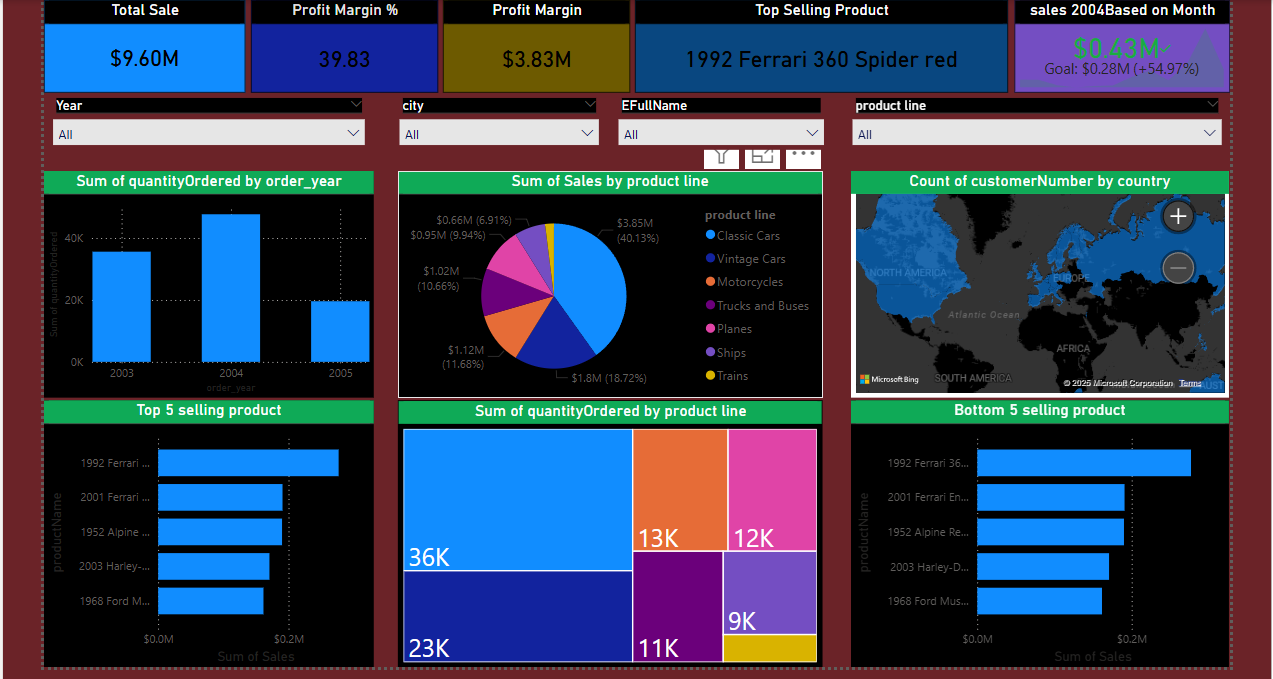 Total Sale
$9.60M
Profit Margin %
39.83
Profit Margin
$3.83M
Top Selling Product
1992 Ferrari 360 Spider red
sales 2004Based on Month
$0.43M✓
Goal: $0.28M (+54.97%)
Year
All
city
All
EFullName
All
product line
All
Sum of quantityOrdered by order_year
Sum of quantityOrdered
40K
20K
0K
2003
2004
2005
order_year
Sum of Sales by product line
$0.66M (6.91%)
$0.95M (9.94%)
$1.02M
(10.66%)
$1.12M
(11.68%)
$1.8M (18.72%)
$3.85M
(40.13%)
product line
Classic Cars
Vintage Cars
Motorcycles
Trucks and Buses
Planes
Ships
Trains
Count of customerNumber by country
NORTH AMERICA
EUROPE
Atlantic Ocean
AFRICA
SOUTH AMERICA
AUST
Microsoft Bing
© 2025 Microsoft Corporation Terms
Top 5 selling product
productName
1992 Ferrari ...
2001 Ferrari ...
1952 Alpine ...
2003 Harley-...
1968 Ford M...
$0.0M
$0.2M
Sum of Sales
Sum of quantityOrdered by product line
36K
23K
13K
12K
11K
9K
Bottom 5 selling product
productName
1992 Ferrari 36...
2001 Ferrari En...
1952 Alpine Re...
2003 Harley-D...
1968 Ford Mus...
$0.0M
$0.2M
Sum of Sales